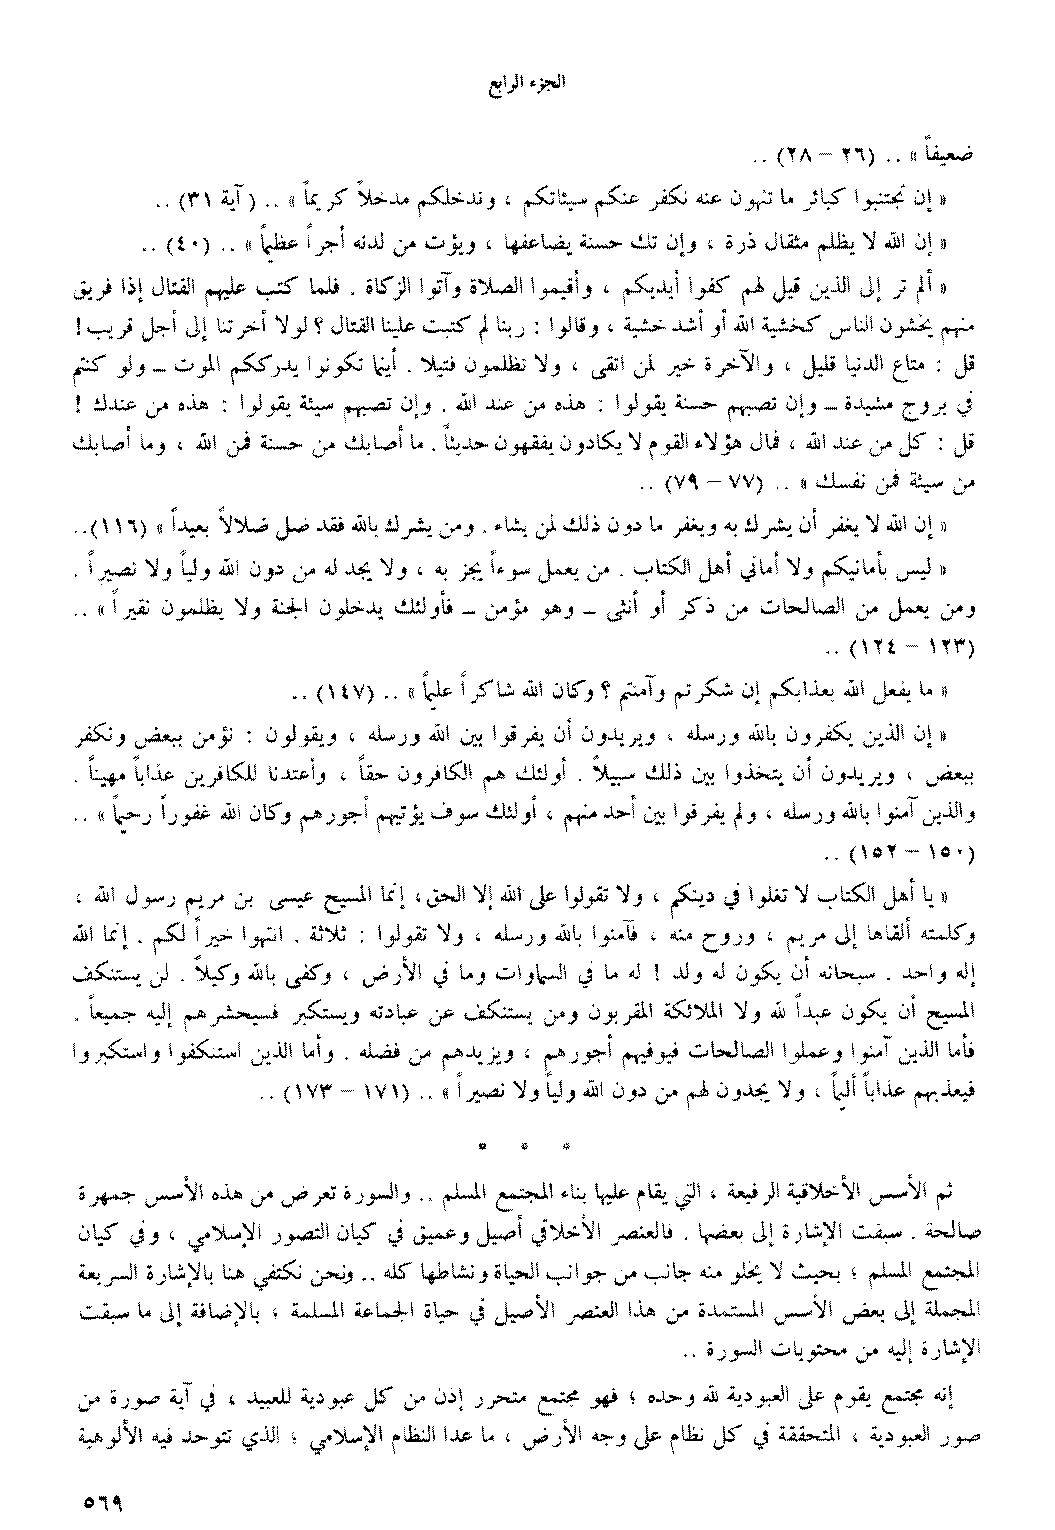 الجزء الرابع
ضعيفاً » .. (٢٦ – ٢٨) ..
« إن تجتنبوا كبائر ما تنهون عنه نكفر عنكم سيئاتكم ، وندخلكم مدخلاً كريماً » .. ( آية ٣١) ..
« إن الله لا يظلم مثقال ذرة ، وإن تك حسنة يضاعفها ، ويؤت من لدنه أجراً عظيماً » .. (٤٠) ..
« ألم تر إلى الذين قيل لهم كفوا أيديكم ، وأقيموا الصلاة وآتوا الزكاة . فلما كتب عليهم القتال إذا فريق
منهم يخشون الناس كخشية الله أو أشد خشية ، وقالوا : ربنا لم كتبت علينا القتال ؟ لولا أخرتنا إلى أجل قريب !
قل : متاع الدنيا قليل ، والآخرة خير لمن اتقى ، ولا تظلمون فتيلا . أينما تكونوا يدرككم الموت – ولو كنتم
في بروج مشيدة – وإن تصبهم حسنة يقولوا : هذه من عند الله . وإن تصبهم سيئة يقولوا : هذه من عندك !
قل : كل من عند الله ، فمال هؤلاء القوم لا يكادون يفقهون حديثاً . ما أصابك من حسنة فمن الله ، وما أصابك
من سيئة فمن نفسك » .. (٧٧ – ٧٩) ..
« إن الله لا يغفر أن يشرك به ويغفر ما دون ذلك لمن يشاء . ومن يشرك بالله فقد ضل ضلالاً بعيداً » (١١٦)..
« ليس بأمانيكم ولا أماني أهل الكتاب . من يعمل سوءاً يجز به ، ولا يجد له من دون الله ولياً ولا نصيراً .
ومن يعمل من الصالحات من ذكر أو أنثى – وهو مؤمن – فأولئك يدخلون الجنة ولا يظلمون نقيراً » ..
(١٢٣ – ١٢٤) ..
« ما يفعل الله بعذابكم إن شكرتم وآمنتم ؟ وكان الله شاكراً عليماً » .. (١٤٧) ..
« إن الذين يكفرون بالله ورسله ، ويريدون أن يفرقوا بين الله ورسله ، ويقولون : نؤمن ببعض ونكفر
ببعض ، ويريدون أن يتخذوا بين ذلك سبيلاً . أولئك هم الكافرون حقاً ، وأعتدنا للكافرين عذاباً مهيناً .
والذين آمنوا بالله ورسله ، ولم يفرقوا بين أحد منهم ، أولئك سوف يؤتيهم أجورهم وكان الله غفوراً رحيماً » ..
(١٥٠ – ١٥٢) ..
« يا أهل الكتاب لا تغلوا في دينكم ، ولا تقولوا على الله إلا الحق، إنما المسيح عيسى بن مريم رسول الله ،
وكلمته ألقاها إلى مريم ، وروح منه ، فآمنوا بالله ورسله ، ولا تقولوا : ثلاثة . انتهوا خيراً لكم . إنما الله
إله واحد . سبحانه أن يكون له ولد ! له ما في السماوات وما في الأرض ، وكفى بالله وكيلاً . لن يستنكف
المسيح أن يكون عبداً لله ولا الملائكة المقربون ومن يستنكف عن عبادته ويستكبر فسيحشرهم إليه جميعاً .
فأما الذين آمنوا وعملوا الصالحات فيوفيهم أجورهم ، ويزيدهم من فضله . وأما الذين استنكفوا واستكبروا
فيعذبهم عذاباً أليماً ، ولا يجدون لهم من دون الله ولياً ولا نصيراً » .. (١٧١ – ١٧٣) ..
* * *
ثم الأسس الأخلاقية الرفيعة ، التي يقام عليها بناء المجتمع المسلم .. والسورة تعرض من هذه الأسس جمهرة
صالحة . سبقت الإشارة إلى بعضها . فالعنصر الأخلاقي أصيل وعميق في كيان التصور الإسلامي ، وفي كيان
المجتمع المسلم ؛ بحيث لا يخلو منه جانب من جوانب الحياة ونشاطها كله .. ونحن نكتفي هنا بالإشارة السريعة
المجملة إلى بعض الأسس المستمدة من هذا العنصر الأصيل في حياة الجماعة المسلمة ، بالإضافة إلى ما سبقت
الإشارة إليه من محتويات السورة ..
إنه مجتمع يقوم على العبودية لله وحده ؛ فهو مجتمع متحرر إذن من كل عبودية للعبيد ، في آية صورة من
صور العبودية ، المتحققة في كل نظام على وجه الأرض ، ما عدا النظام الإسلامي ؛ الذي تتوحد فيه الألوهية
٥٦٩